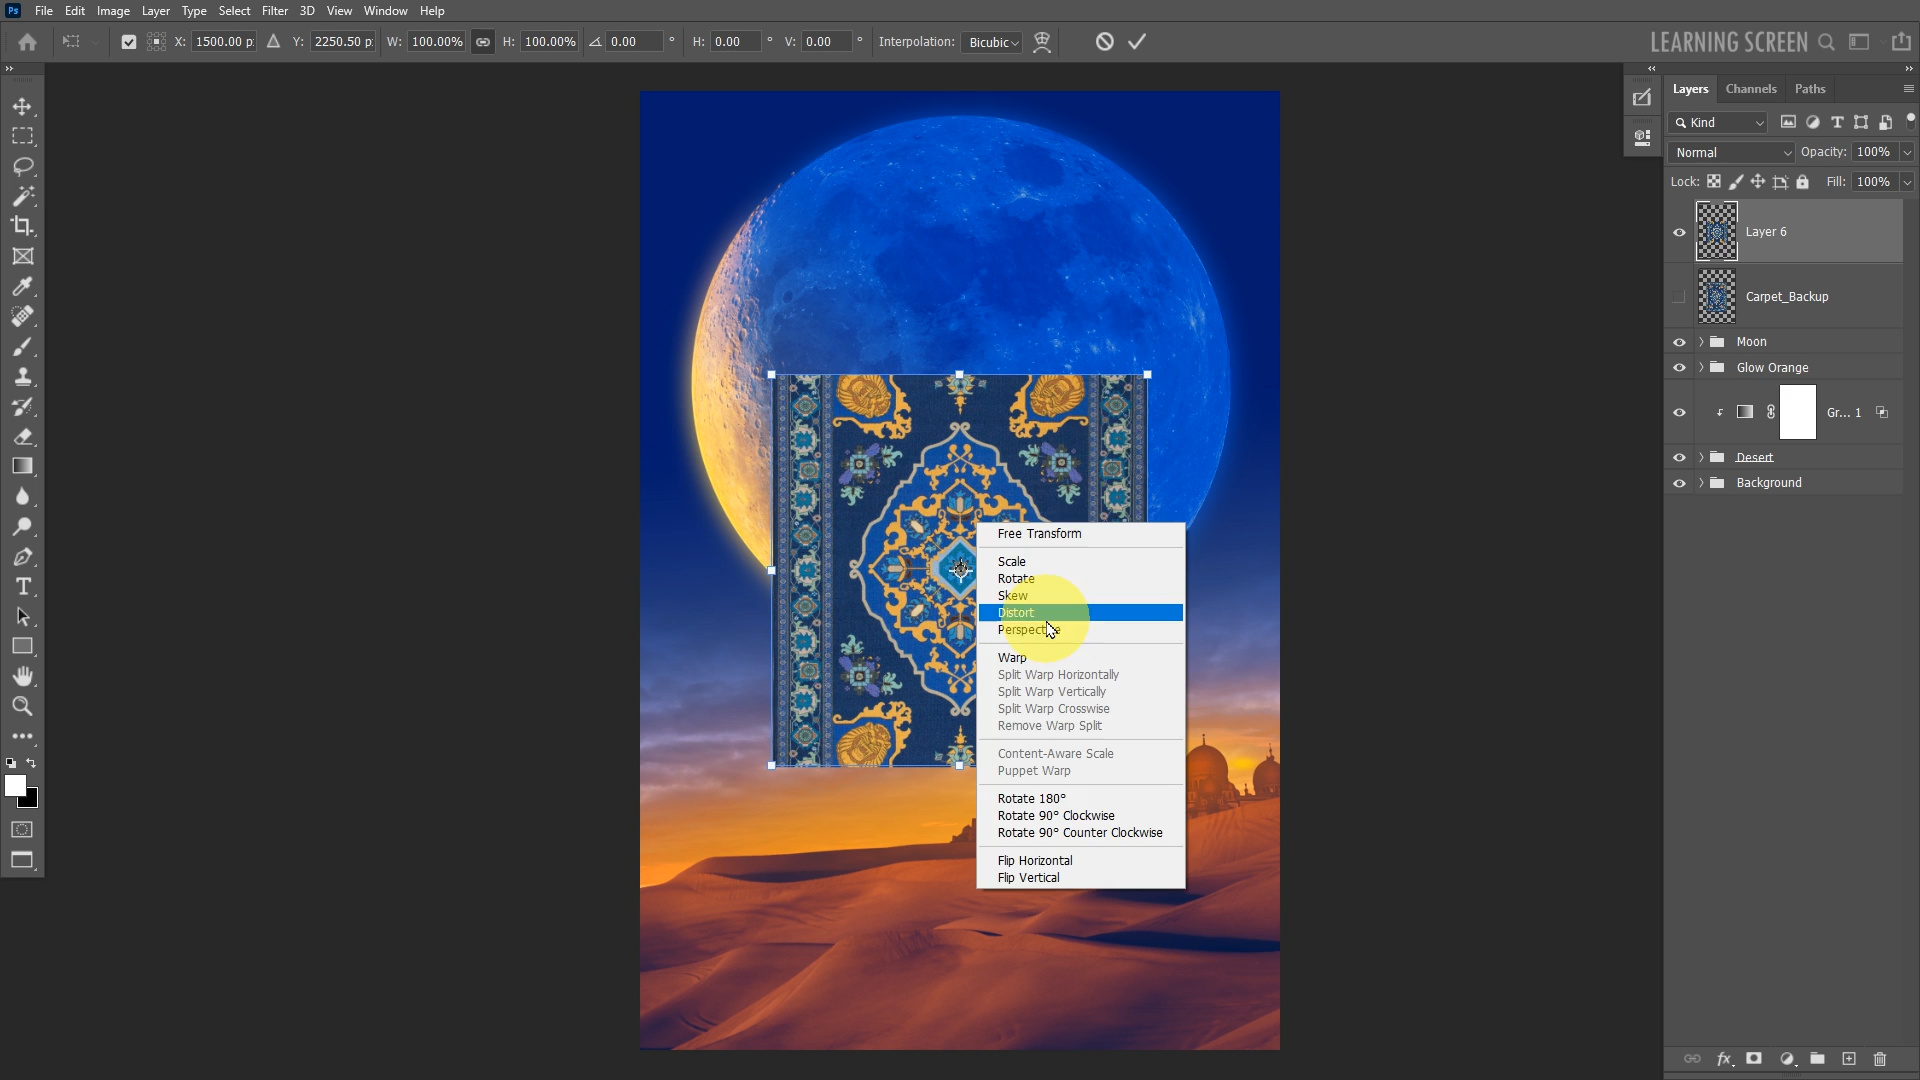 Ps File Edit Image Layer Type Select Filter 3D View Window Help
X: 1500.00 p: Y: 2250.50 p: W: 100.00% H: 100.00% 0.00 ° H: 0.00 ° V: 0.00 ° Interpolation: Bicubic
LEARNING SCREEN
Layers Channels Paths
Kind
Normal Opacity: 100%
Lock: Fill: 100%
Layer 6
Carpet_Backup
Moon
Glow Orange
Gr... 1
Desert
Background
Free Transform
Scale
Rotate
Skew
Distort
Perspective
Warp
Split Warp Horizontally
Split Warp Vertically
Split Warp Crosswise
Remove Warp Split
Content-Aware Scale
Puppet Warp
Rotate 180°
Rotate 90° Clockwise
Rotate 90° Counter Clockwise
Flip Horizontal
Flip Vertical